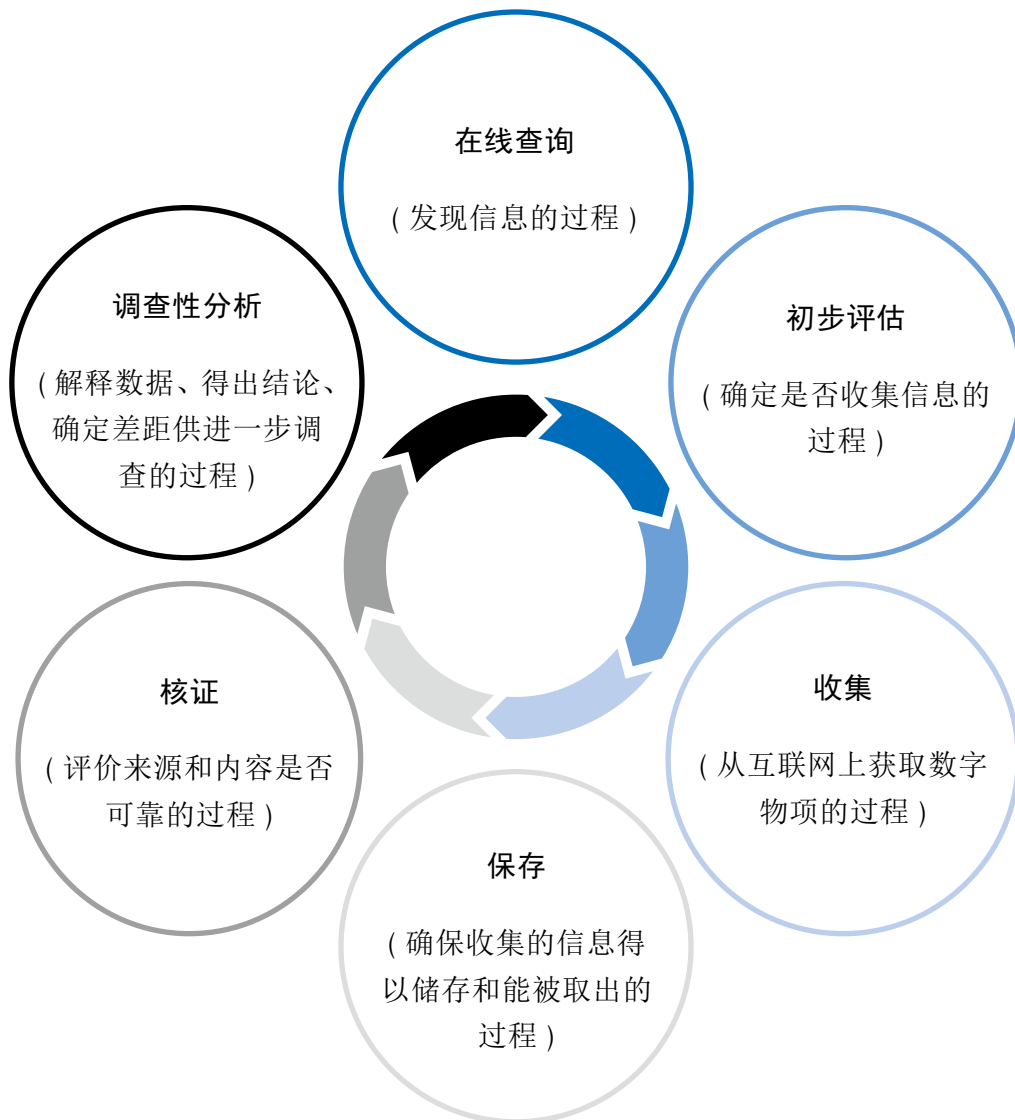 在线查询
(发现信息的过程)
初步评估
(确定是否收集信息的
过程)
收集
(从互联网上获取数字
物项的过程)
保存
(确保收集的信息得
以储存和能被取出的
过程)
核证
(评价来源和内容是否
可靠的过程)
调查性分析
(解释数据、得出结论、
确定差距供进一步调
查的过程)